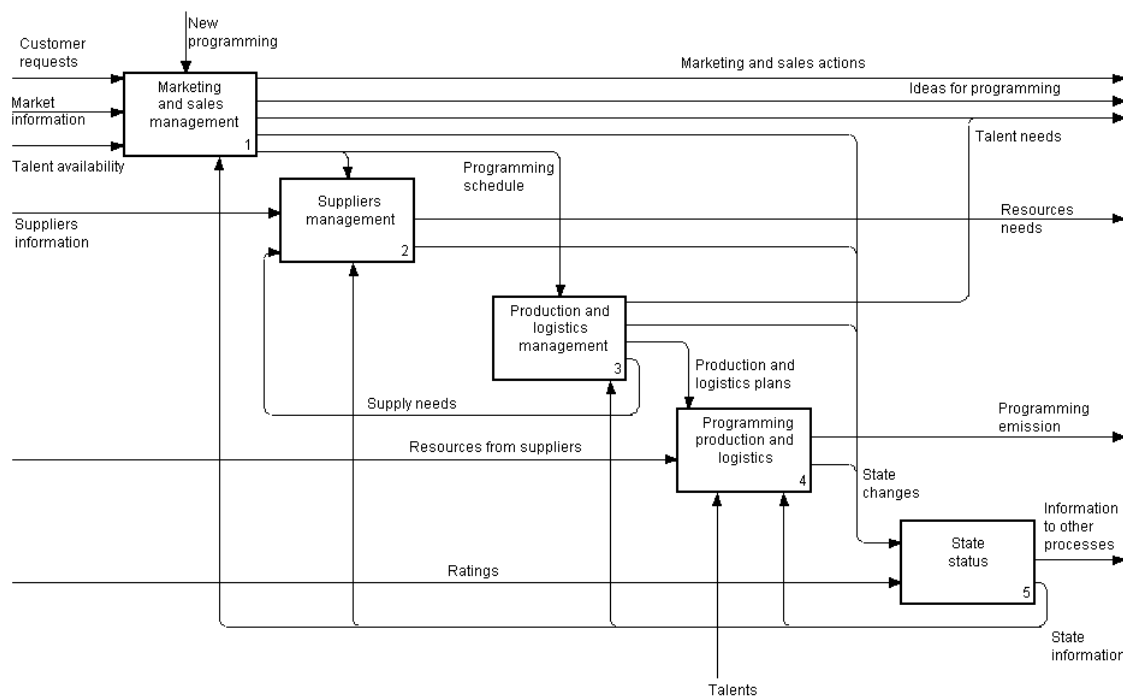 New
programming
Customer
requests
Marketing
and sales
management
1
Marketing and sales actions
Ideas for programming
Market
information
Talent needs
Talent availability
Programming
schedule
Suppliers
management
2
Suppliers
information
Resources
needs
Production and
logistics
management
3
Production and
logistics plans
Supply needs
Programming
production and
logistics
4
Programming
emission
Resources from suppliers
State
changes
Information
to other
processes
State
status
5
Ratings
State
information
Talents